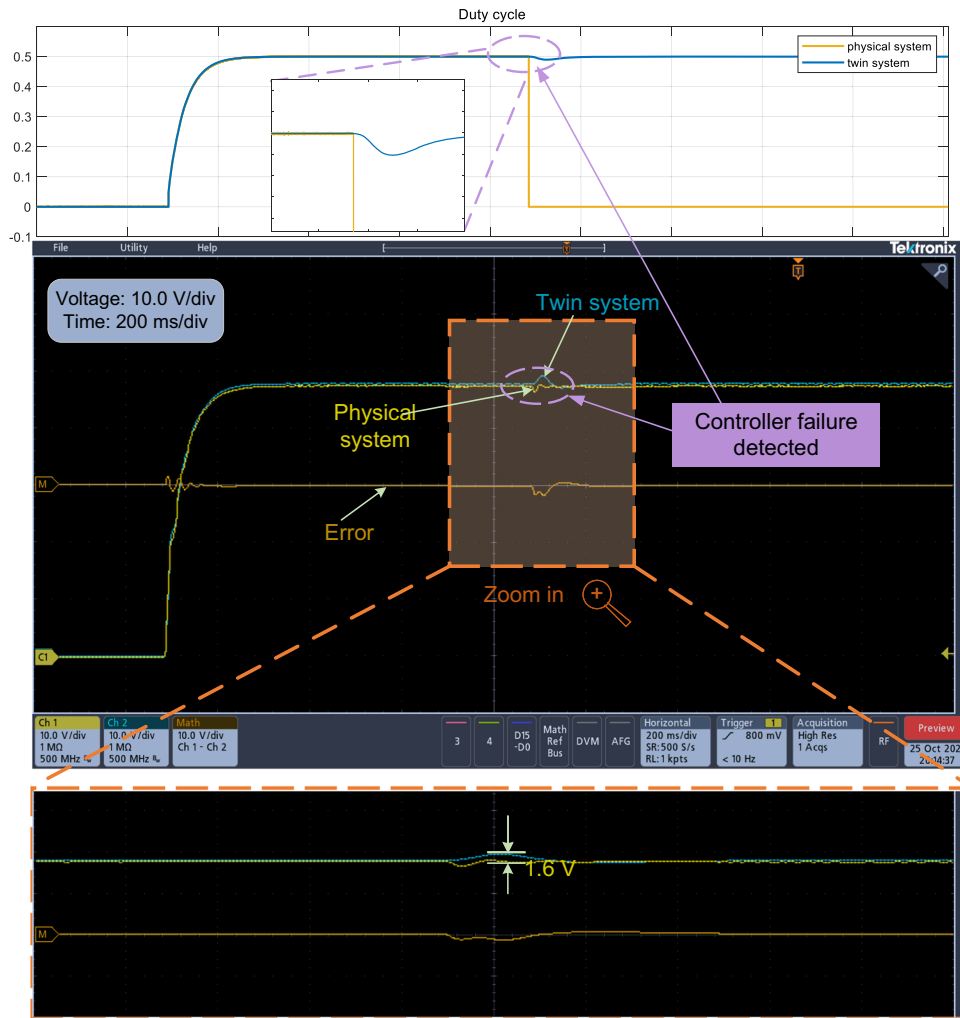 Duty cycle
0.5
0.4
0.3
0.2
0.1
0
-0.1
physical system
twin system
File Utility Help
Tektronix
T
Voltage: 10.0 V/div
Time: 200 ms/div
Twin system
Physical
system
Controller failure
detected
M
Error
Zoom in
C1
Ch 1
10.0 V/div
1 MΩ
500 MHz
Ch 2
10.0 V/div
1 MΩ
500 MHz
Math
10.0 V/div
Ch 1 - Ch 2
3
4
D15
-D0
Math
Ref
Bus
DVM
AFG
Horizontal
200 ms/div
SR: 500 S/s
RL: 1 kpts
Trigger 1
800 mV
< 10 Hz
Acquisition
High Res
1 Acqs
RF
Preview
25 Oct 202
1.6 V
M